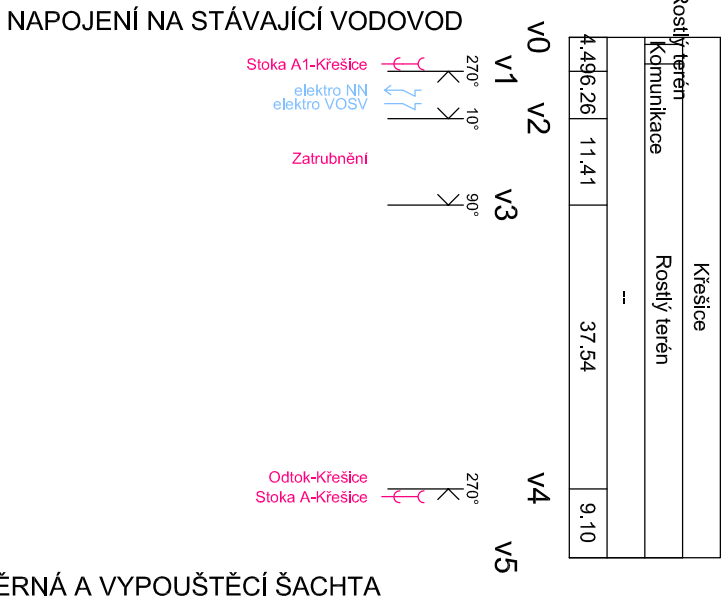 NAPOJENÍ NA STÁVAJÍCÍ VODOVOD
Stoka A1-Křešice
elektro NN
elektro VOSV
Zatrubnění
Odtok-Křešice
Stoka A-Křešice
ĚRNÁ A VYPOUŠTĚCÍ ŠACHTA
270°
10°
90°
270°
v0
v1
v2
v3
v4
v5
4.49
6.26
11.41
37.54
9.10
--
Rostlý terén
Komunikace
Rostlý terén
Křešice